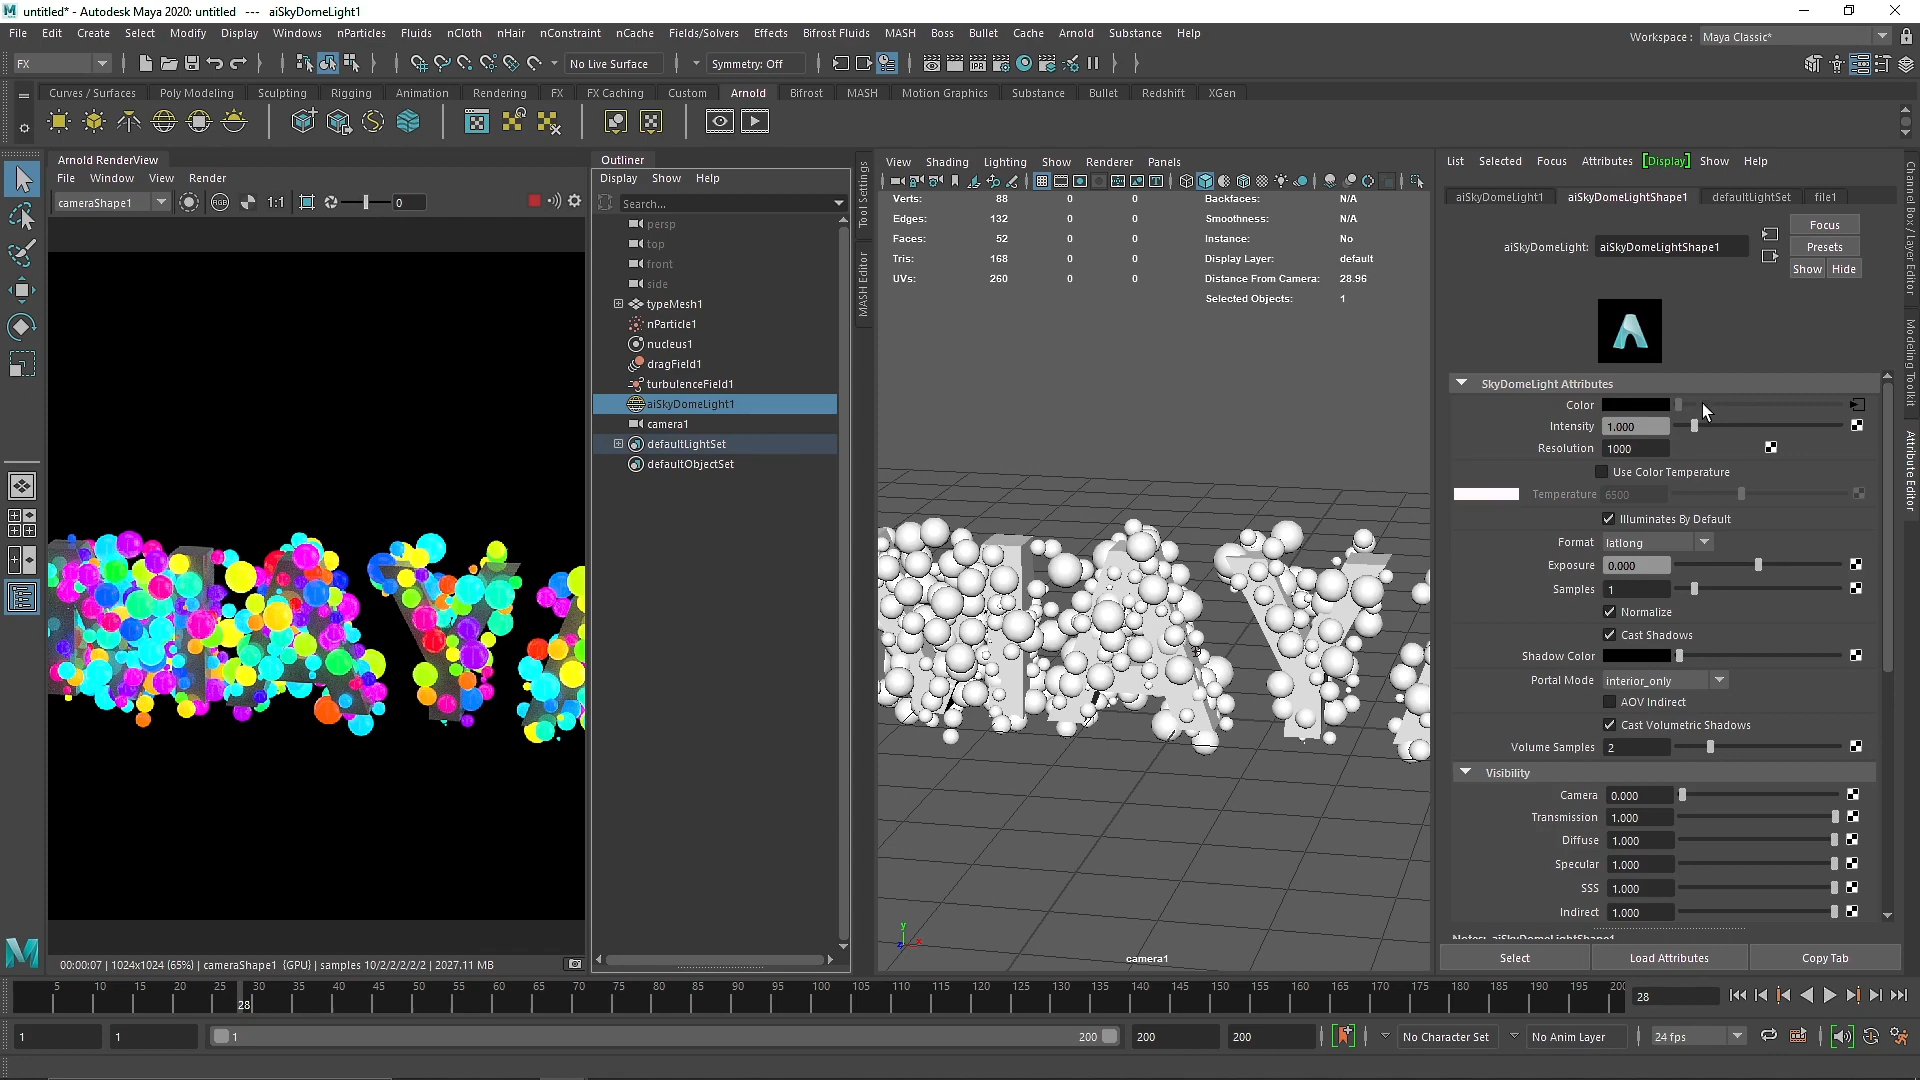 untitled* - Autodesk Maya 2020: untitled --- aiSkyDomeLight1
File Edit Create Select Modify Display Windows nParticles Fluids nCloth nHair nConstraint nCache Fields/Solvers Effects Bifrost Fluids MASH Boss Bullet Cache Arnold Substance Help
Workspace : Maya Classic*
FX No Live Surface Symmetry: Off
Curves / Surfaces Poly Modeling Sculpting Rigging Animation Rendering FX FX Caching Custom Arnold Bifrost MASH Motion Graphics Substance Bullet Redshift XGen
Arnold RenderView
File Window View Render
cameraShape1 RGB 1:1 0
00:00:07 | 1024x1024 (65%) | cameraShape1 {GPU} | samples 10/2/2/2/2/2 | 2027.11 MB
Outliner
Display Show Help
Search...
persp
top
front
side
typeMesh1
nParticle1
nucleus1
dragField1
turbulenceField1
aiSkyDomeLight1
camera1
defaultLightSet
defaultObjectSet
Tool Settings
MASH Editor
View Shading Lighting Show Renderer Panels
Verts: 88 0 0 Backfaces: N/A
Edges: 132 0 0 Smoothness: N/A
Faces: 52 0 0 Instance: No
Tris: 168 0 0 Display Layer: default
UVs: 260 0 0 Distance From Camera: 28.96
Selected Objects: 1
y
z x
camera1
List Selected Focus Attributes Display Show Help
aiSkyDomeLight1 aiSkyDomeLightShape1 defaultLightSet file1
Focus
aiSkyDomeLight: aiSkyDomeLightShape1 Presets
Show Hide
SkyDomeLight Attributes
Color
Intensity 1.000
Resolution 1000
Use Color Temperature
Temperature 6500
Illuminates By Default
Format latlong
Exposure 0.000
Samples 1
Normalize
Cast Shadows
Shadow Color
Portal Mode interior_only
AOV Indirect
Cast Volumetric Shadows
Volume Samples 2
Visibility
Camera 0.000
Transmission 1.000
Diffuse 1.000
Specular 1.000
SSS 1.000
Indirect 1.000
Notes: aiSkyDomeLightShape1
Select Load Attributes Copy Tab
Channel Box / Layer Editor
Modeling Toolkit
Attribute Editor
5 10 15 20 25 30 35 40 45 50 55 60 65 70 75 80 85 90 95 100 105 110 115 120 125 130 135 140 145 150 155 160 165 170 175 180 185 190 195 200
28 28
1 1 1 200 200 200 No Character Set No Anim Layer 24 fps